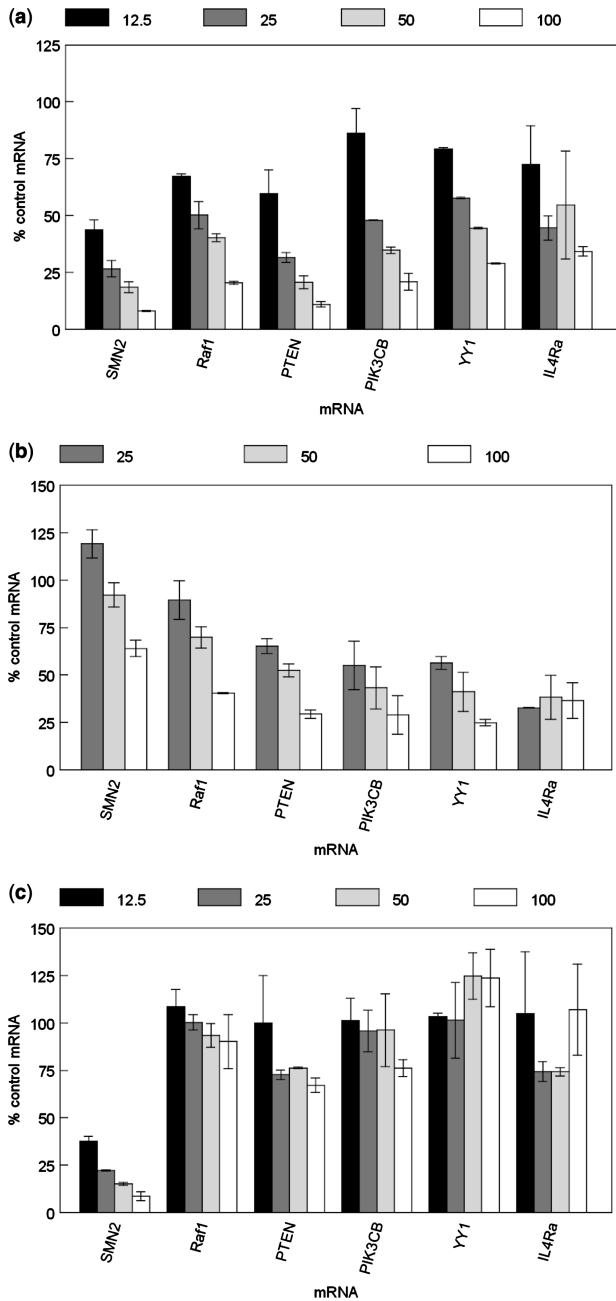 (a) 12.5 25 50 100
125
100
75
50
25
0
% control mRNA
SMN2 Raf1 PTEN PIK3CB YY1 IL4Ra
mRNA
(b) 25 50 100
150
125
100
75
50
25
0
% control mRNA
SMN2 Raf1 PTEN PIK3CB YY1 IL4Ra
mRNA
(c) 12.5 25 50 100
150
125
100
75
50
25
0
% control mRNA
SMN2 Raf1 PTEN PIK3CB YY1 IL4Ra
mRNA